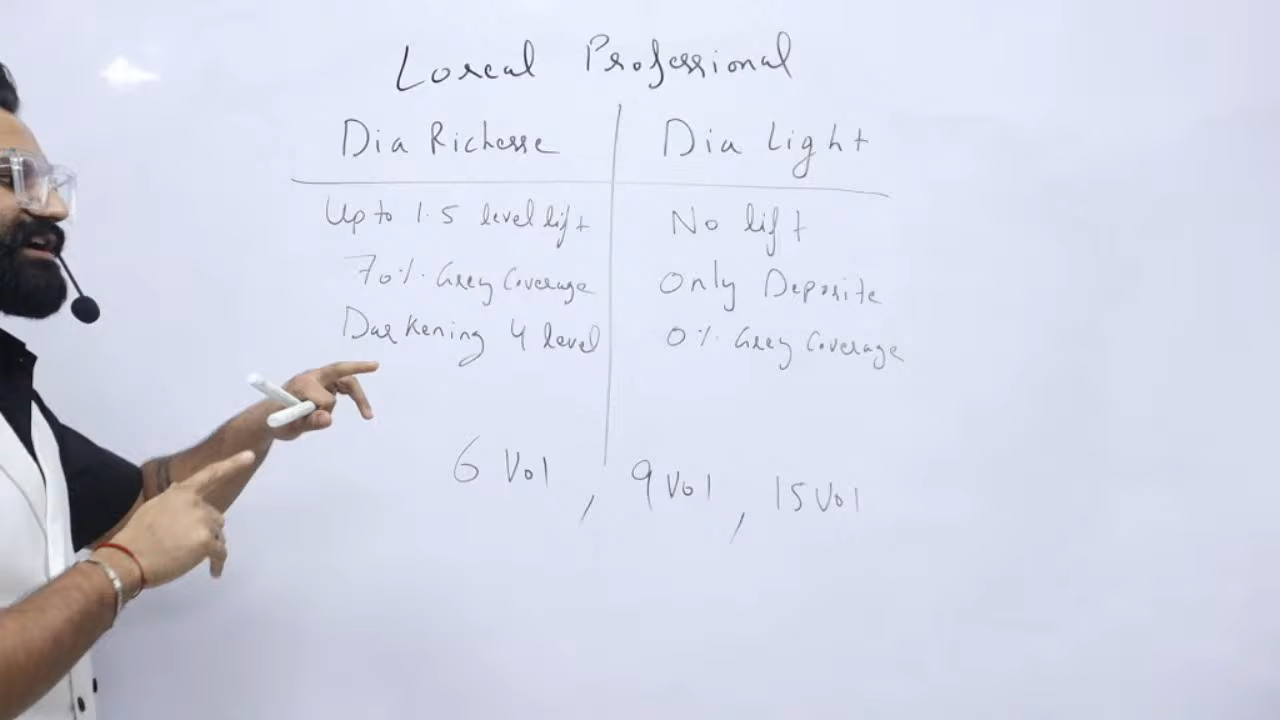 Loreal Professional
Dia Richesse
Dia Light
Up to 1.5 level lift
70% Grey Coverage
Darkening 4 level
No lift
Only Deposite
0% Grey Coverage
6 Vol, 9 Vol, 15 Vol